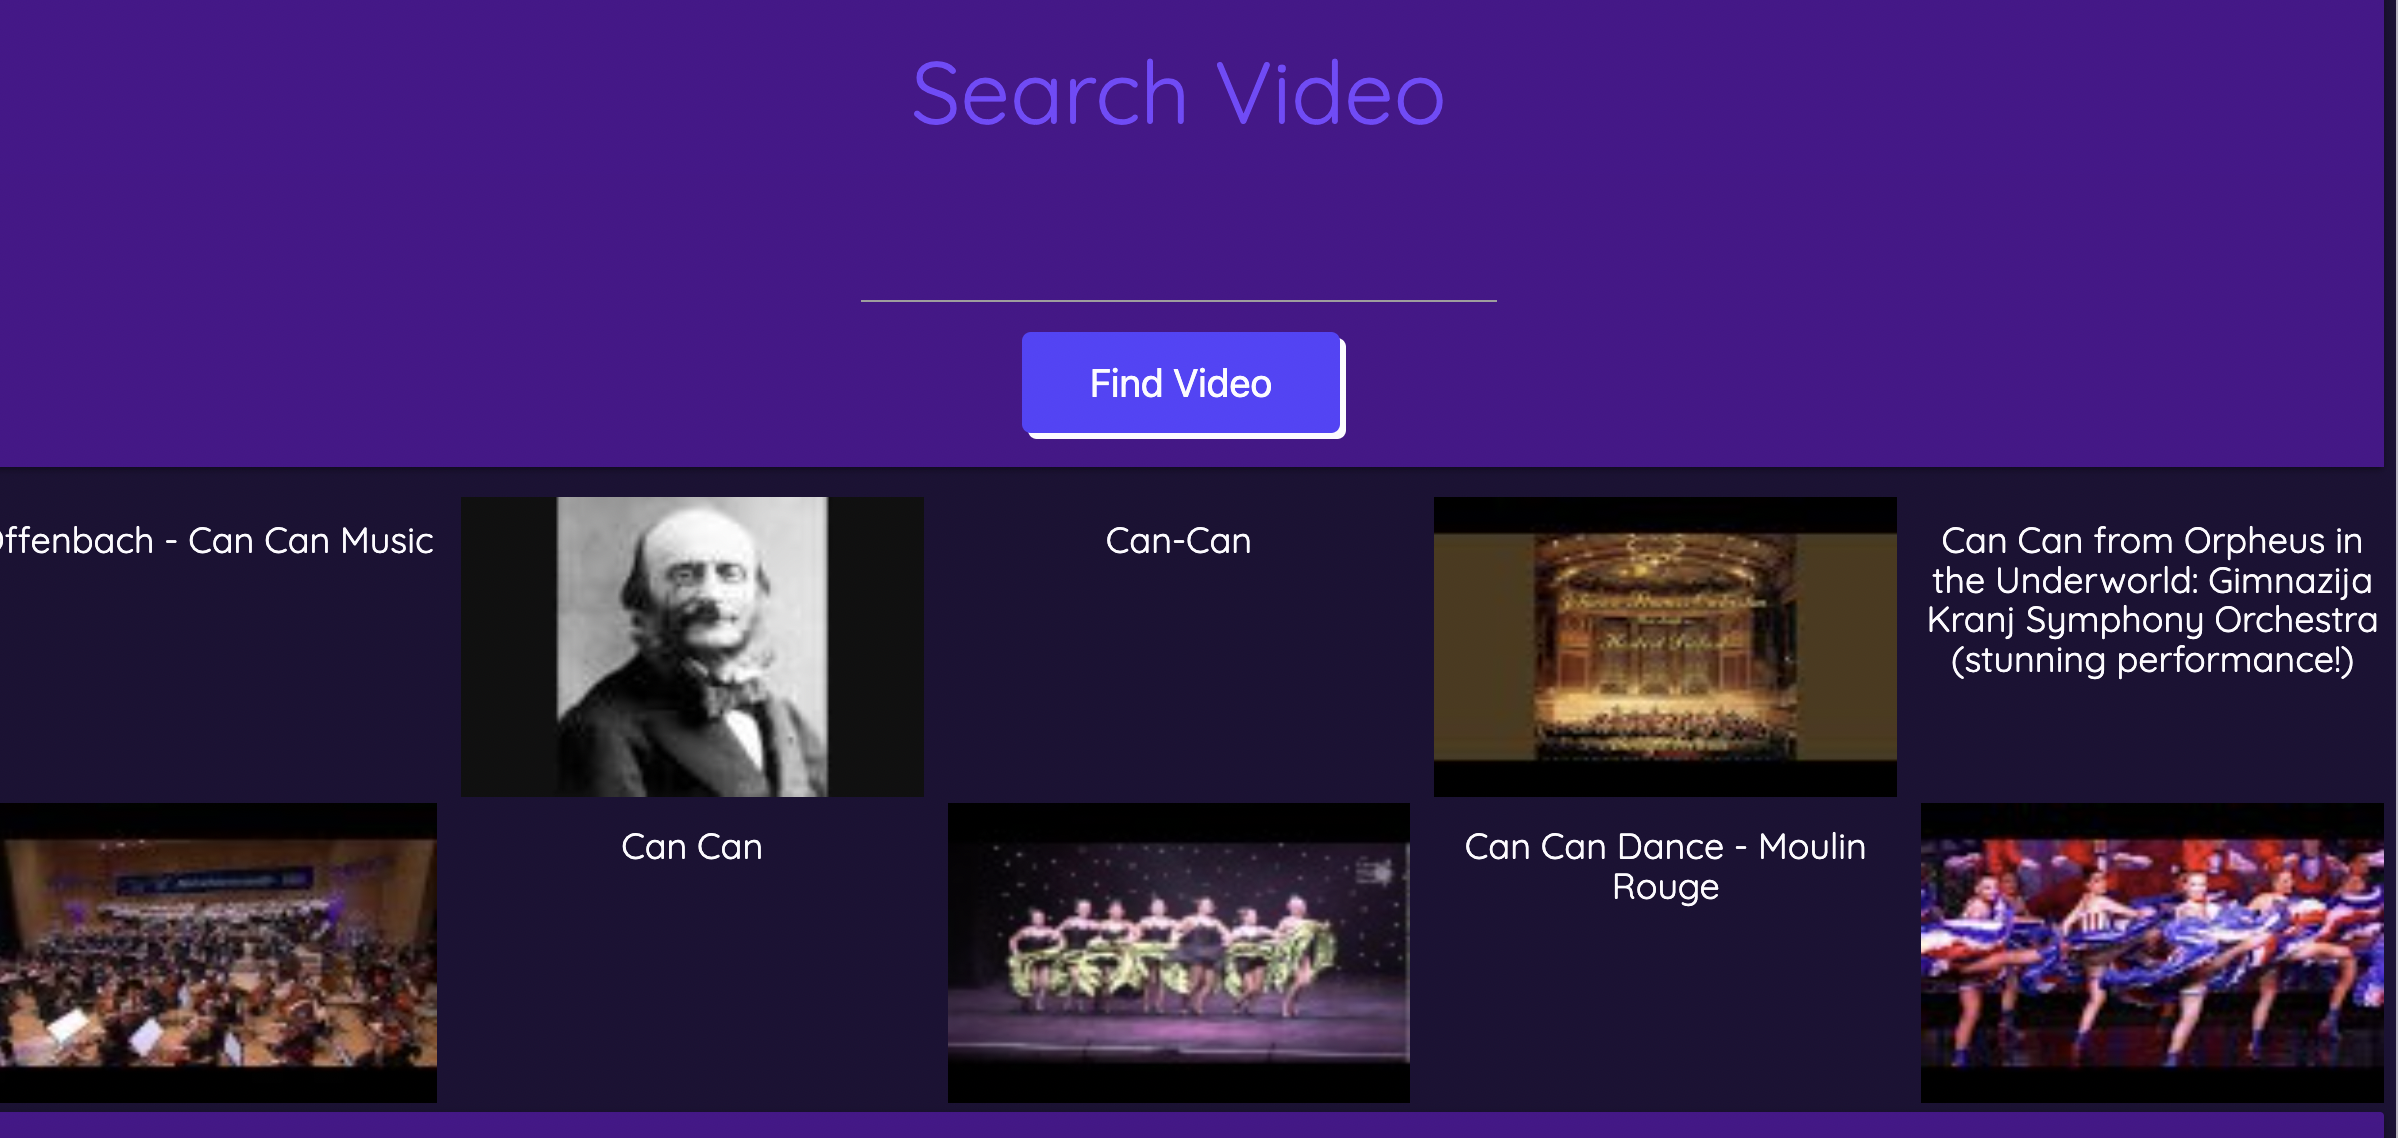 Search Video
Find Video
ffenbach - Can Can Music
Can-Can
Can Can from Orpheus in
the Underworld: Gimnazija
Kranj Symphony Orchestra
(stunning performance!)
Can Can
Can Can Dance - Moulin
Rouge